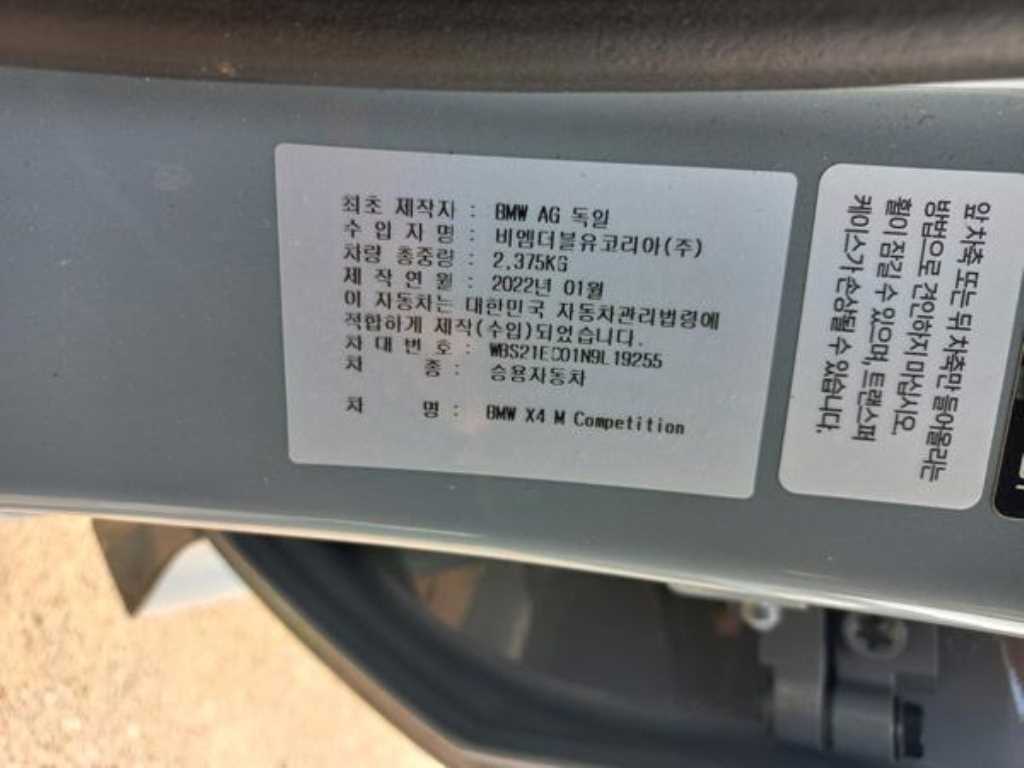 최초 제작자 : BMW AG 독일
수 입 자 명 : 비엠더블유코리아(주)
차량 총중량 : 2,375KG
제 작 연 월 : 2022년 01월
이 자동차는 대한민국 자동차관리법령에
적합하게 제작(수입)되었습니다.
차 대 번 호 : WBS21EC01N9L19255
차 종 : 승용자동차
차 명 : BMW X4 M Competition
앞 차축 또는 뒤 차축만 들어올리는
방법으로 견인하지 마십시오.
휠이 잠길 수 있으며, 트랜스퍼
케이스가 손상될 수 있습니다.